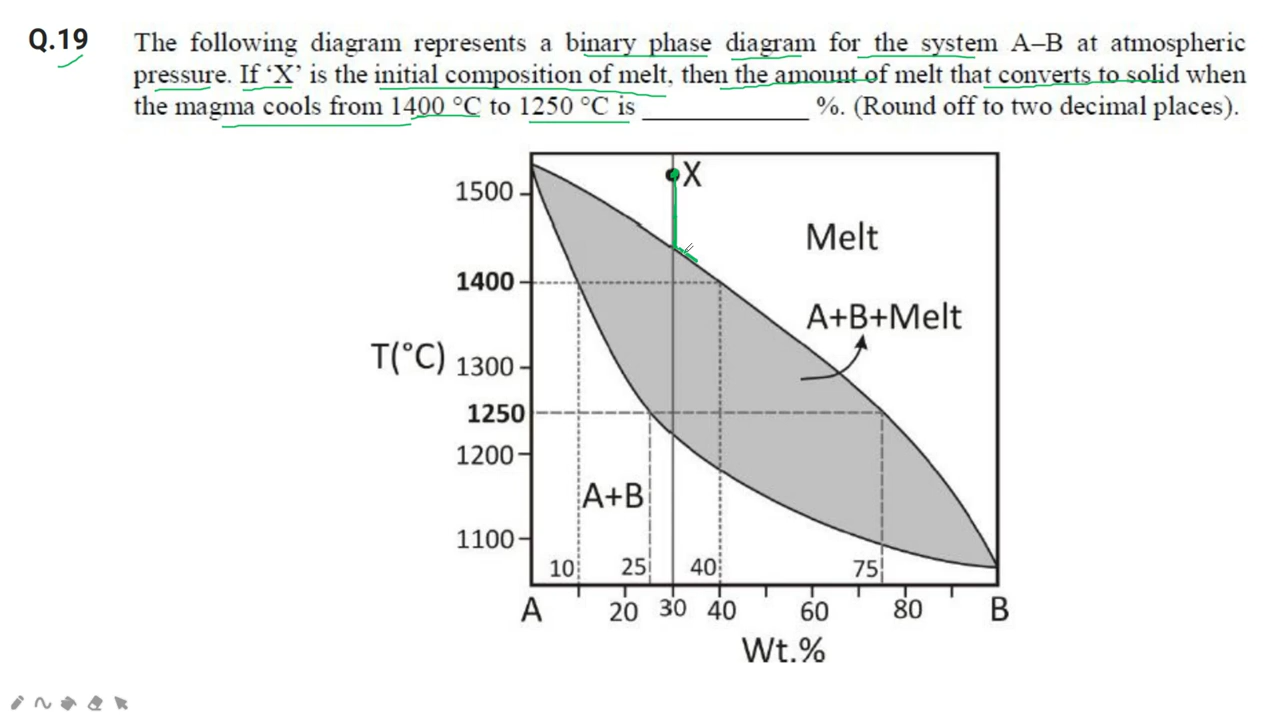 Q.19
The following diagram represents a binary phase diagram for the system A–B at atmospheric
pressure. If ‘X’ is the initial composition of melt, then the amount of melt that converts to solid when
the magma cools from 1400 °C to 1250 °C is ____________ %. (Round off to two decimal places).
X
1500
Melt
1400
A+B+Melt
T(°C)
1300
1250
1200
A+B
1100
10
25
40
75
A
20
30
40
60
80
B
Wt.%